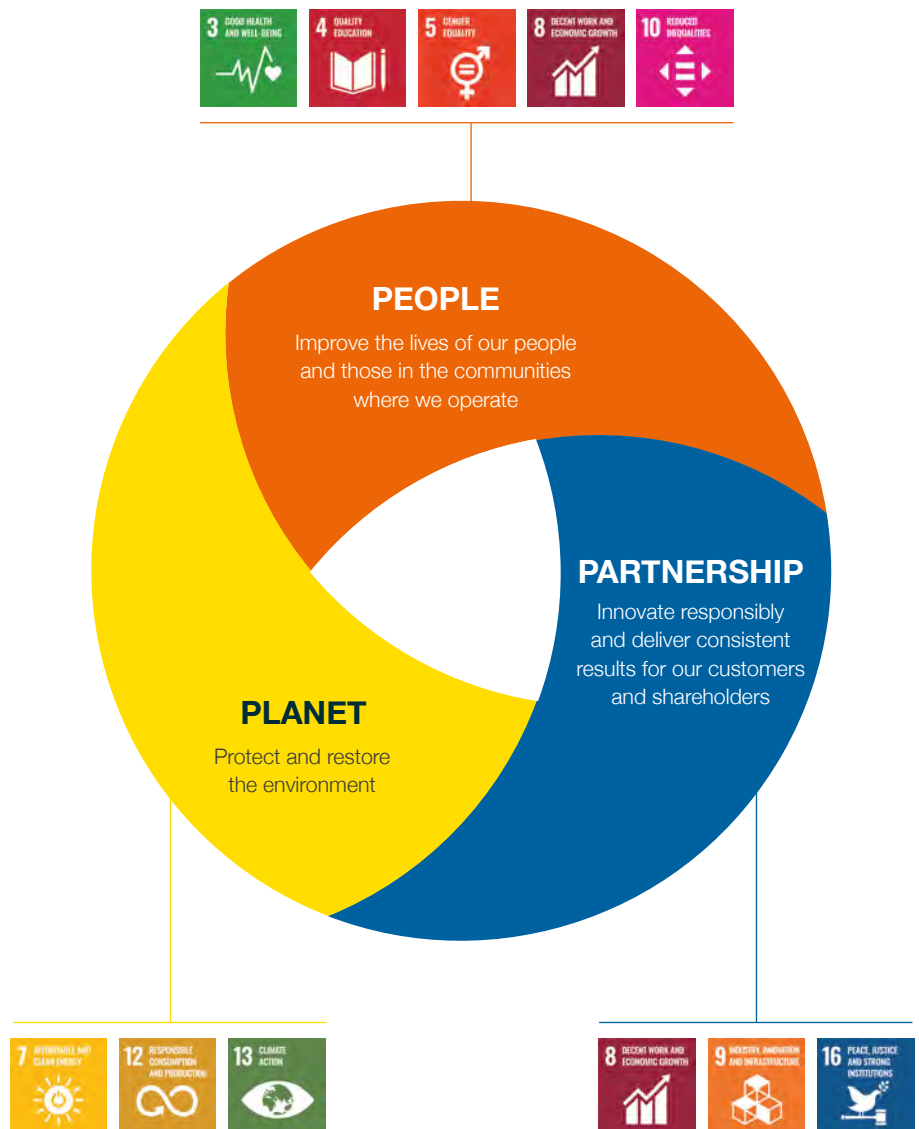 3 GOOD HEALTH
AND WELL-BEING
4 QUALITY
EDUCATION
5 GENDER
EQUALITY
8 DECENT WORK AND
ECONOMIC GROWTH
10 REDUCED
INEQUALITIES
PEOPLE
Improve the lives of our people
and those in the communities
where we operate
PARTNERSHIP
Innovate responsibly
and deliver consistent
results for our customers
and shareholders
PLANET
Protect and restore
the environment
7 AFFORDABLE AND
CLEAN ENERGY
12 RESPONSIBLE
CONSUMPTION
AND PRODUCTION
13 CLIMATE
ACTION
8 DECENT WORK AND
ECONOMIC GROWTH
9 INDUSTRY, INNOVATION
AND INFRASTRUCTURE
16 PEACE, JUSTICE
AND STRONG
INSTITUTIONS